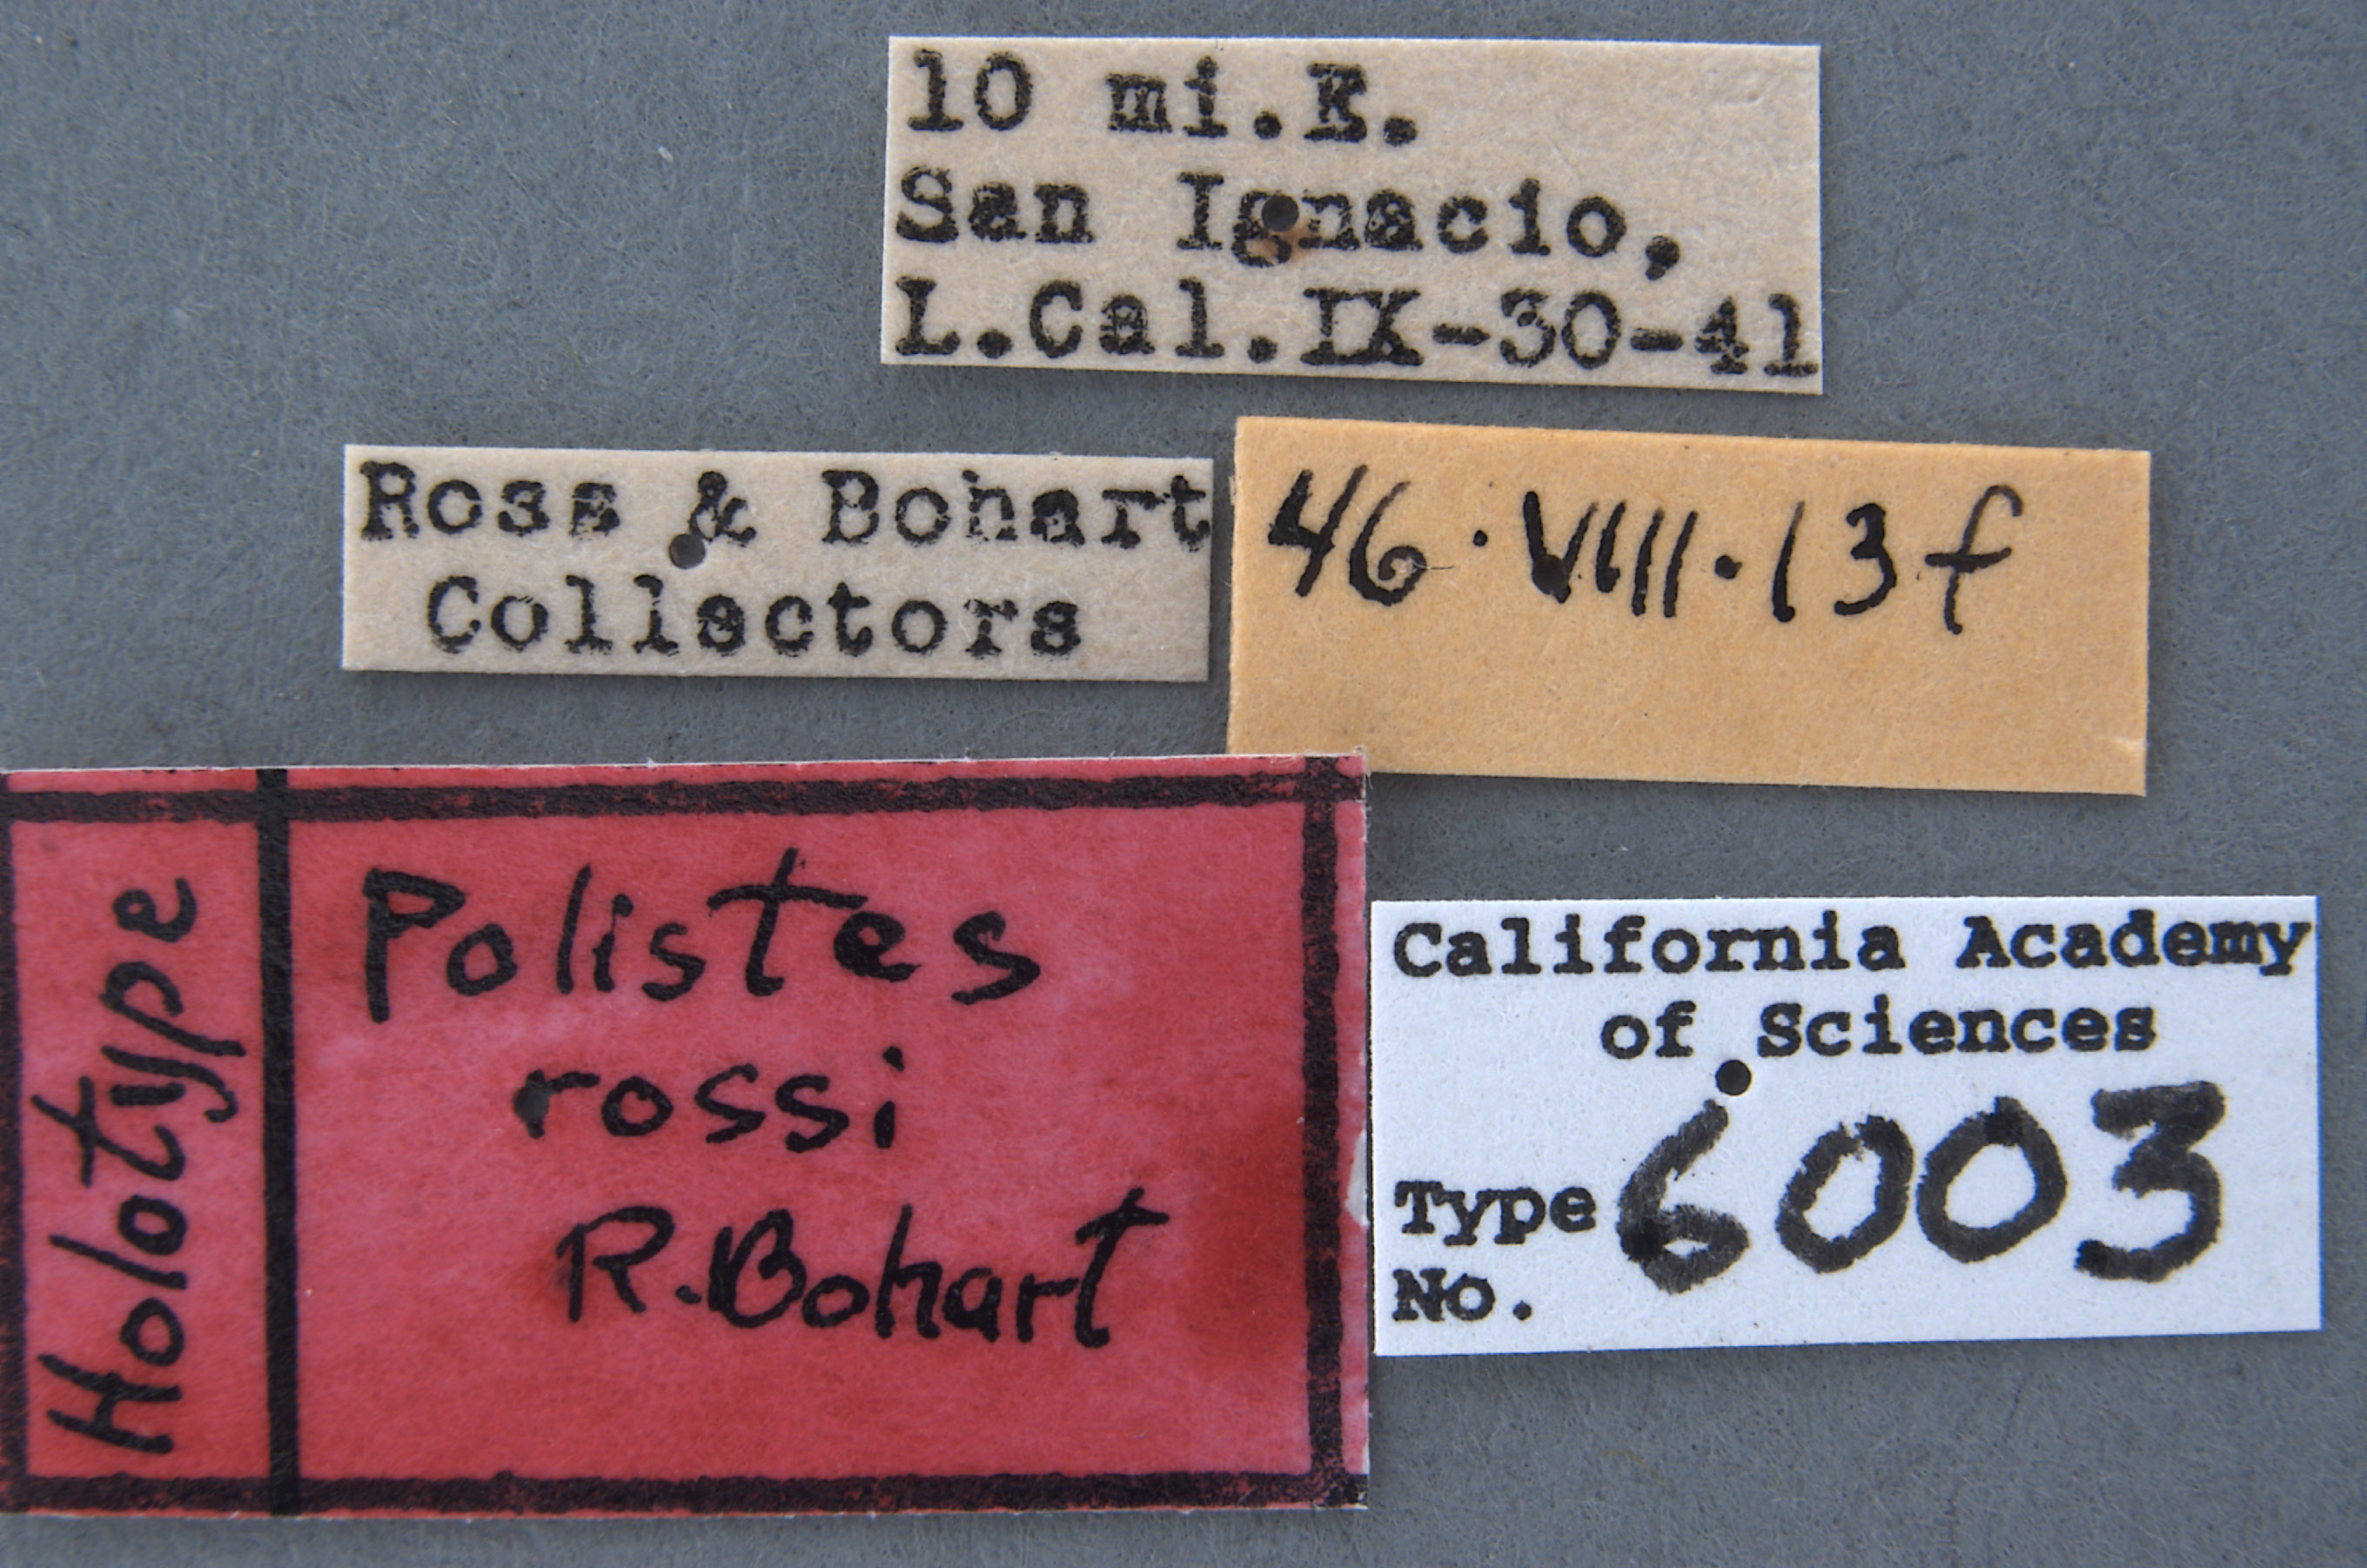 10 mi.E.
San Ignacio,
L.Cal.IX-30-41
Ross & Bohart
Collectors
46·VIII·13f
Holotype
Polistes
rossi
R.Bohart
California Academy
of Sciences
Type
No. 6003